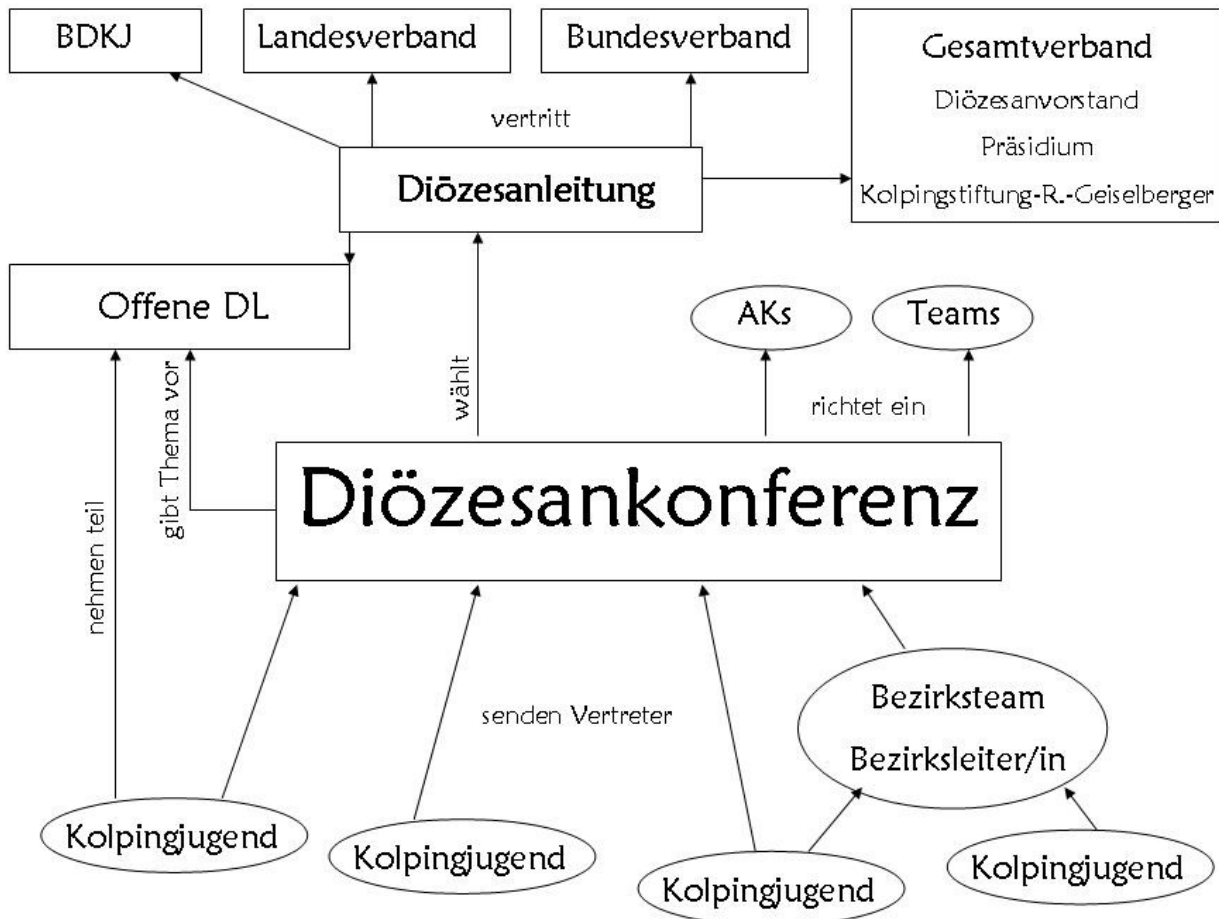 BDKJ
Landesverband
Bundesverband
Gesamtverband
Diözesanvorstand
Präsidium
Kolpingstiftung-R.-Geiselberger
vertritt
Diözesanleitung
Offene DL
AKs
Teams
nehmen teil
gibt Thema vor
wählt
richtet ein
Diözesankonferenz
senden Vertreter
Bezirksteam
Bezirksleiter/in
Kolpingjugend
Kolpingjugend
Kolpingjugend
Kolpingjugend